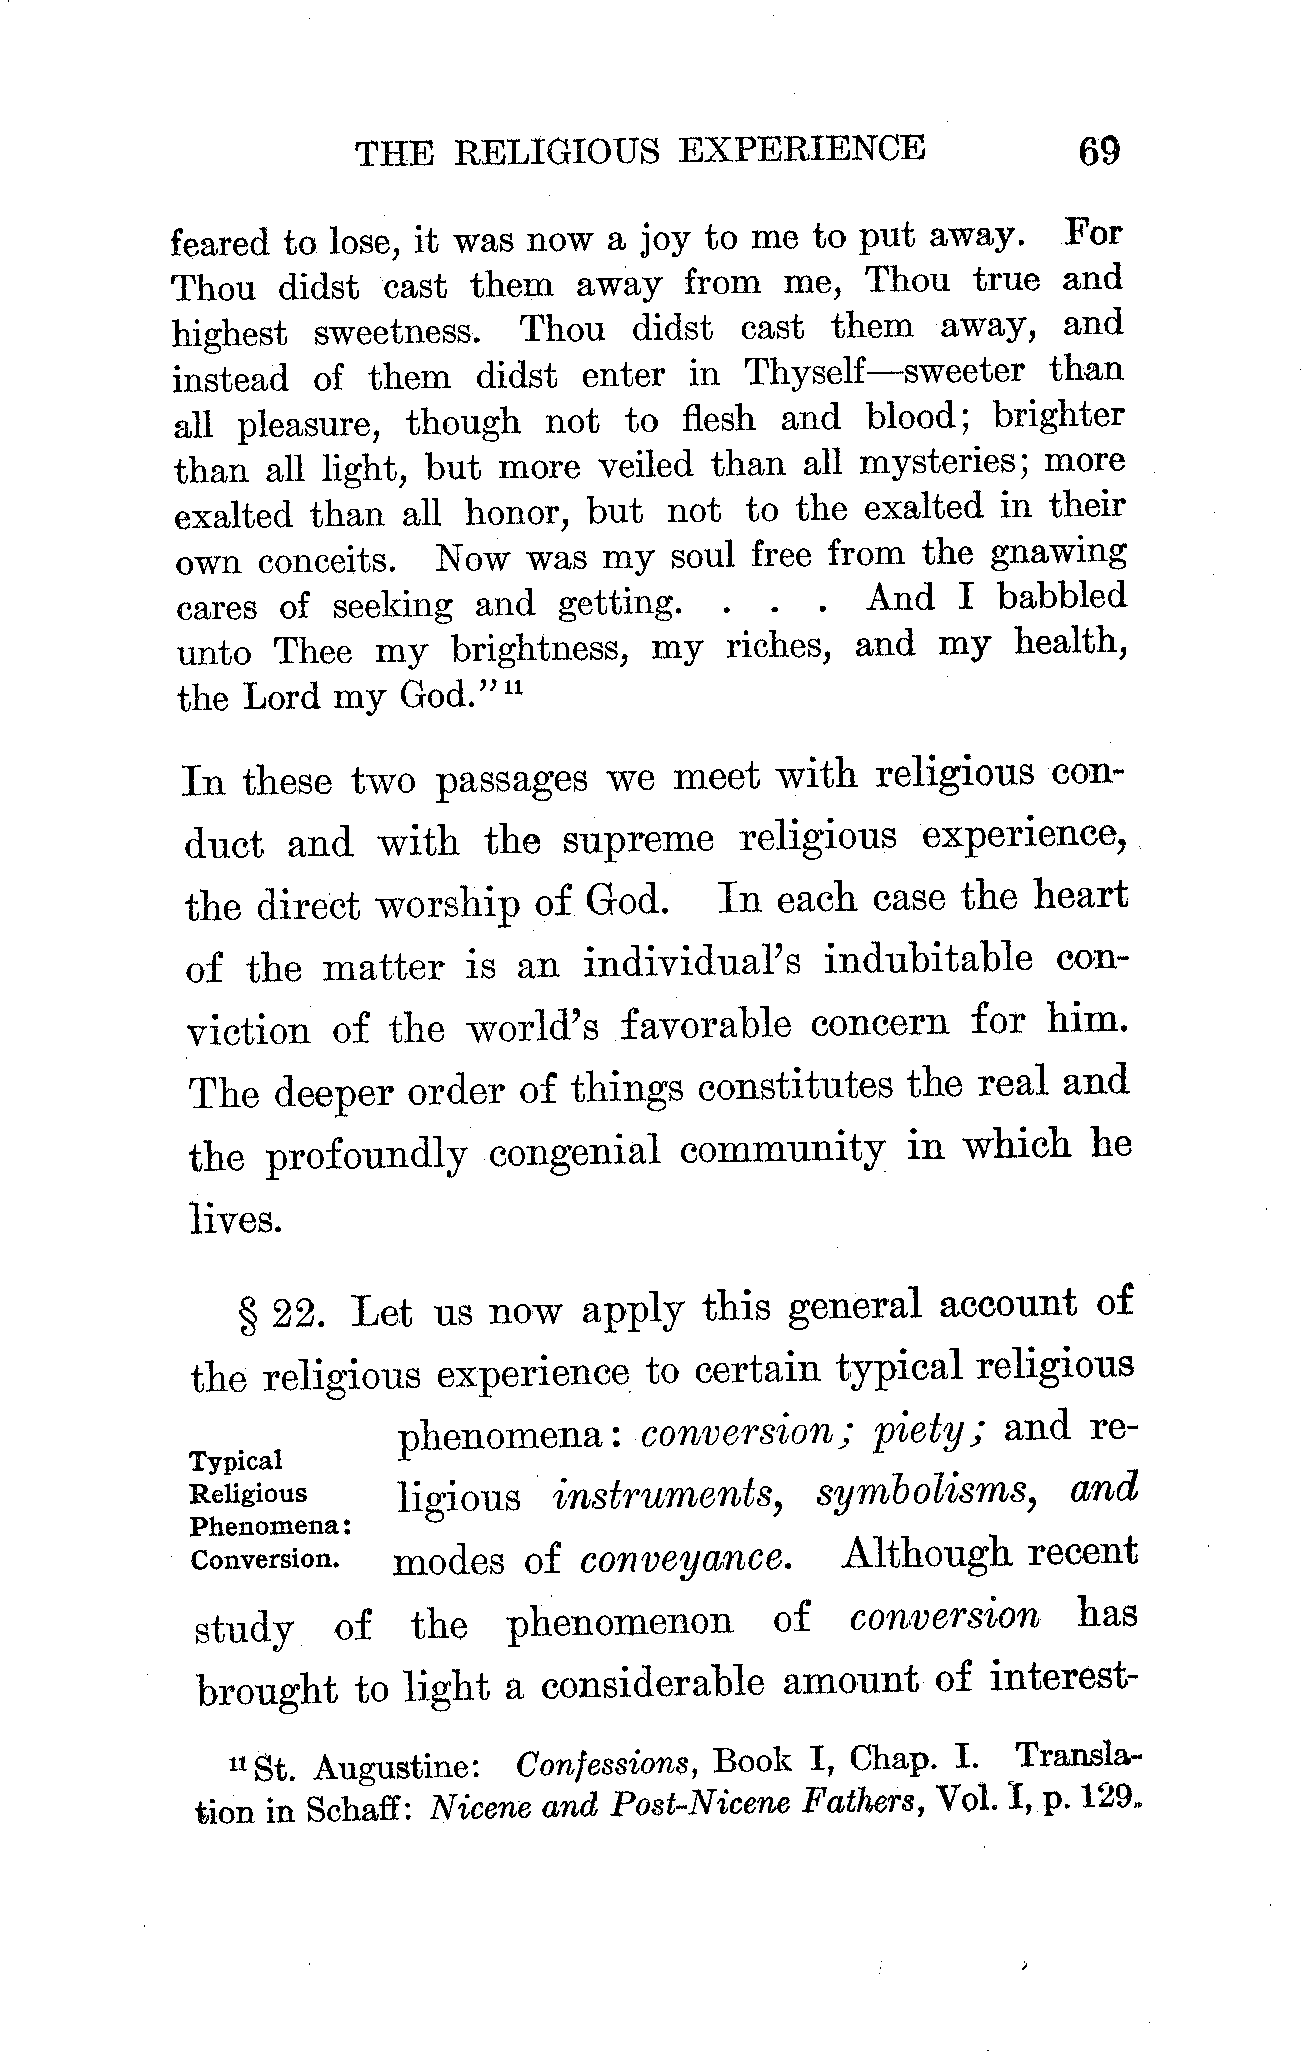 THE RELIGIOUS EXPERIENCE 69
feared to lose, it was now a joy to me to put away. For
Thou didst cast them away from me, Thou true and
highest sweetness. Thou didst cast them away, and
instead of them didst enter in Thyself—sweeter than
all pleasure, though not to flesh and blood; brighter
than all light, but more veiled than all mysteries; more
exalted than all honor, but not to the exalted in their
own conceits. Now was my soul free from the gnawing
cares of seeking and getting. . . . And I babbled
unto Thee my brightness, my riches, and my health,
the Lord my God.” 11
In these two passages we meet with religious con-
duct and with the supreme religious experience,
the direct worship of God. In each case the heart
of the matter is an individual’s indubitable con-
viction of the world’s favorable concern for him.
The deeper order of things constitutes the real and
the profoundly congenial community in which he
lives.
§ 22. Let us now apply this general account of
the religious experience to certain typical religious
Typical
Religious
Phenomena:
Conversion.
phenomena: conversion; piety; and re-
ligious instruments, symbolisms, and
modes of conveyance. Although recent
study of the phenomenon of conversion has
brought to light a considerable amount of interest-
11 St. Augustine: Confessions, Book I, Chap. I. Transla-
tion in Schaff: Nicene and Post-Nicene Fathers, Vol. I, p. 129.